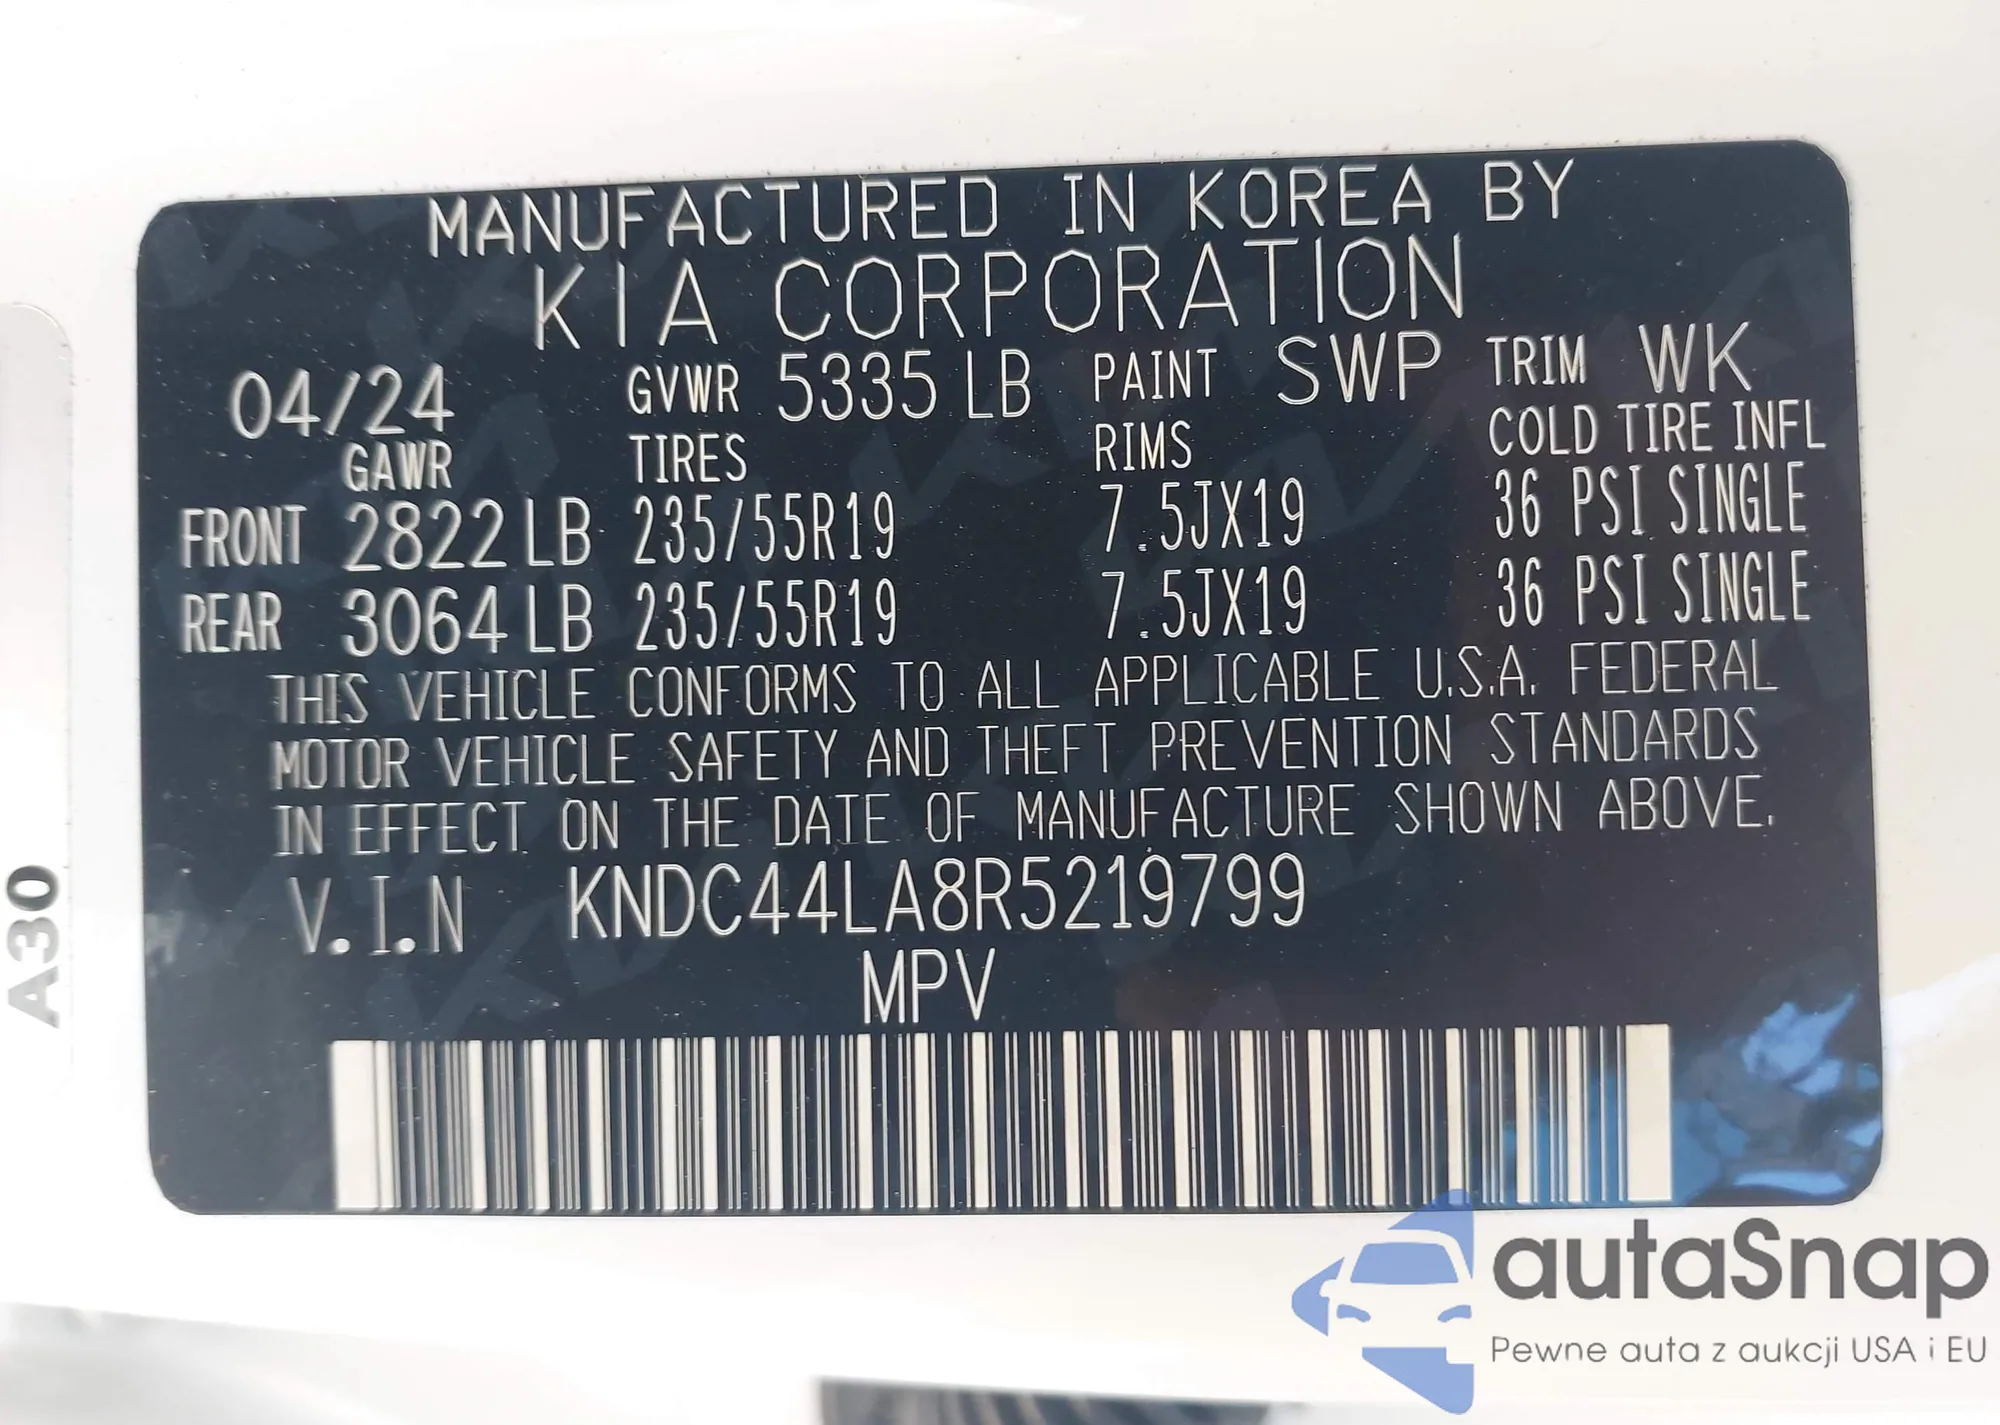 MANUFACTURED IN KOREA BY
KIA CORPORATION
04/24 GVWR 5335 LB PAINT SWP TRIM WK
GAWR TIRES RIMS COLD TIRE INFL
FRONT 2822 LB 235/55R19 7.5JX19 36 PSI SINGLE
REAR 3064 LB 235/55R19 7.5JX19 36 PSI SINGLE
THIS VEHICLE CONFORMS TO ALL APPLICABLE U.S.A. FEDERAL
MOTOR VEHICLE SAFETY AND THEFT PREVENTION STANDARDS
IN EFFECT ON THE DATE OF MANUFACTURE SHOWN ABOVE.
V.I.N KNDC44LA8R5219799
MPV
A30
autaSnap
Pewne auta z aukcji USA i EU